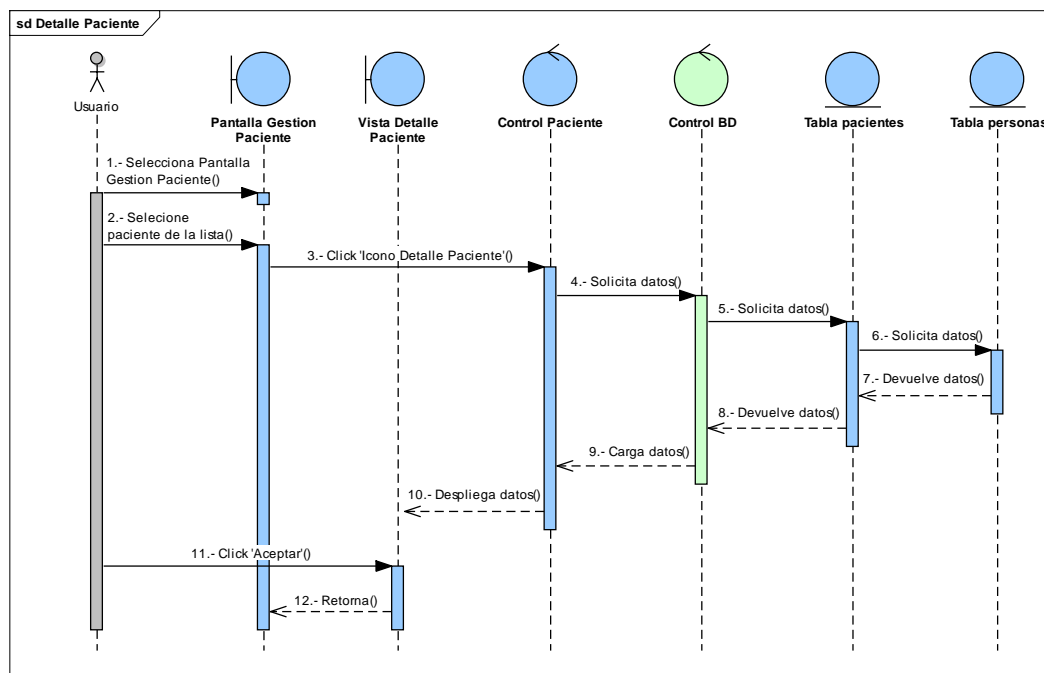 sd Detalle Paciente
Usuario
Pantalla Gestion
Paciente
Vista Detalle
Paciente
Control Paciente
Control BD
Tabla pacientes
Tabla personas
1.- Selecciona Pantalla
Gestion Paciente()
2.- Selecione
paciente de la lista()
3.- Click 'Icono Detalle Paciente'()
4.- Solicita datos()
5.- Solicita datos()
6.- Solicita datos()
7.- Devuelve datos()
8.- Devuelve datos()
9.- Carga datos()
10.- Despliega datos()
11.- Click 'Aceptar'()
12.- Retorna()